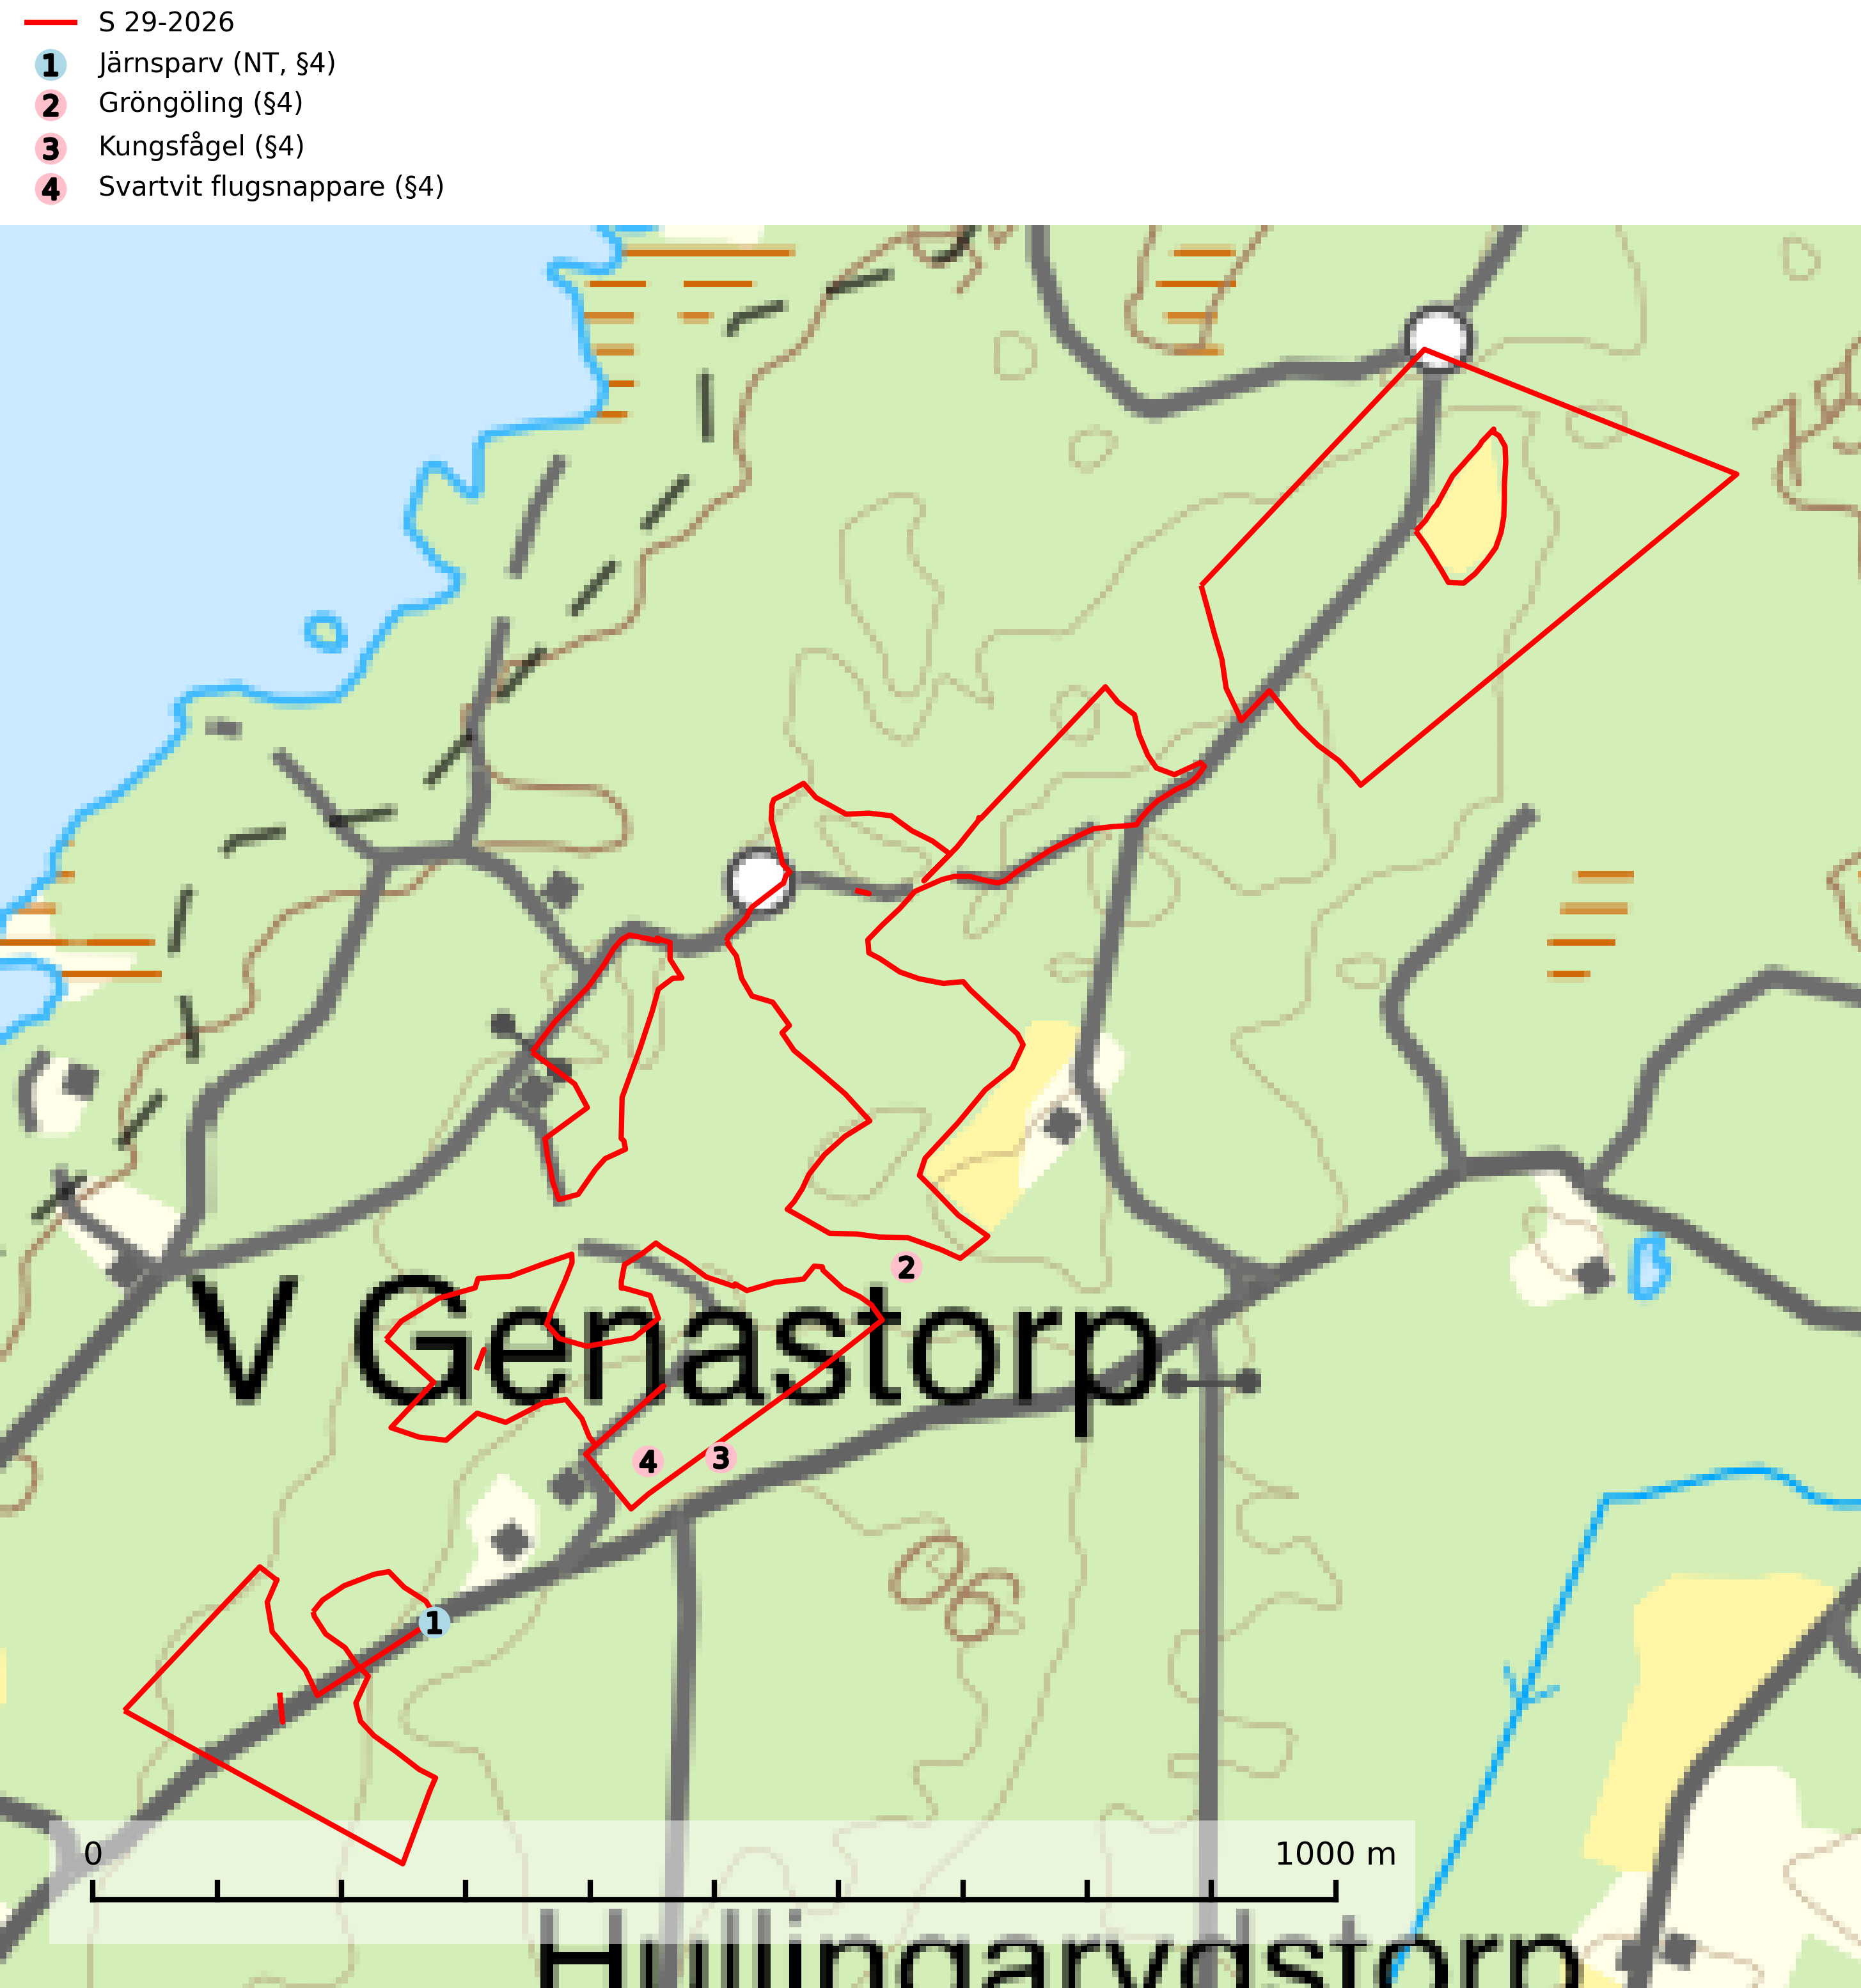 S 29-2026
1 Järnsparv (NT, §4)
2 Gröngöling (§4)
3 Kungsfågel (§4)
4 Svartvit flugsnappare (§4)
2
V Genastorp
4 3
1
0 1000 m